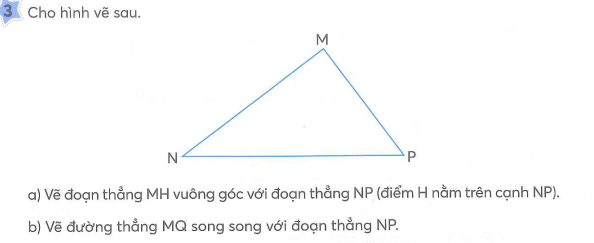 3 Cho hình vẽ sau.
M
N
P
a) Vẽ đoạn thẳng MH vuông góc với đoạn thẳng NP (điểm H nằm trên cạnh NP).
b) Vẽ đường thẳng MQ song song với đoạn thẳng NP.